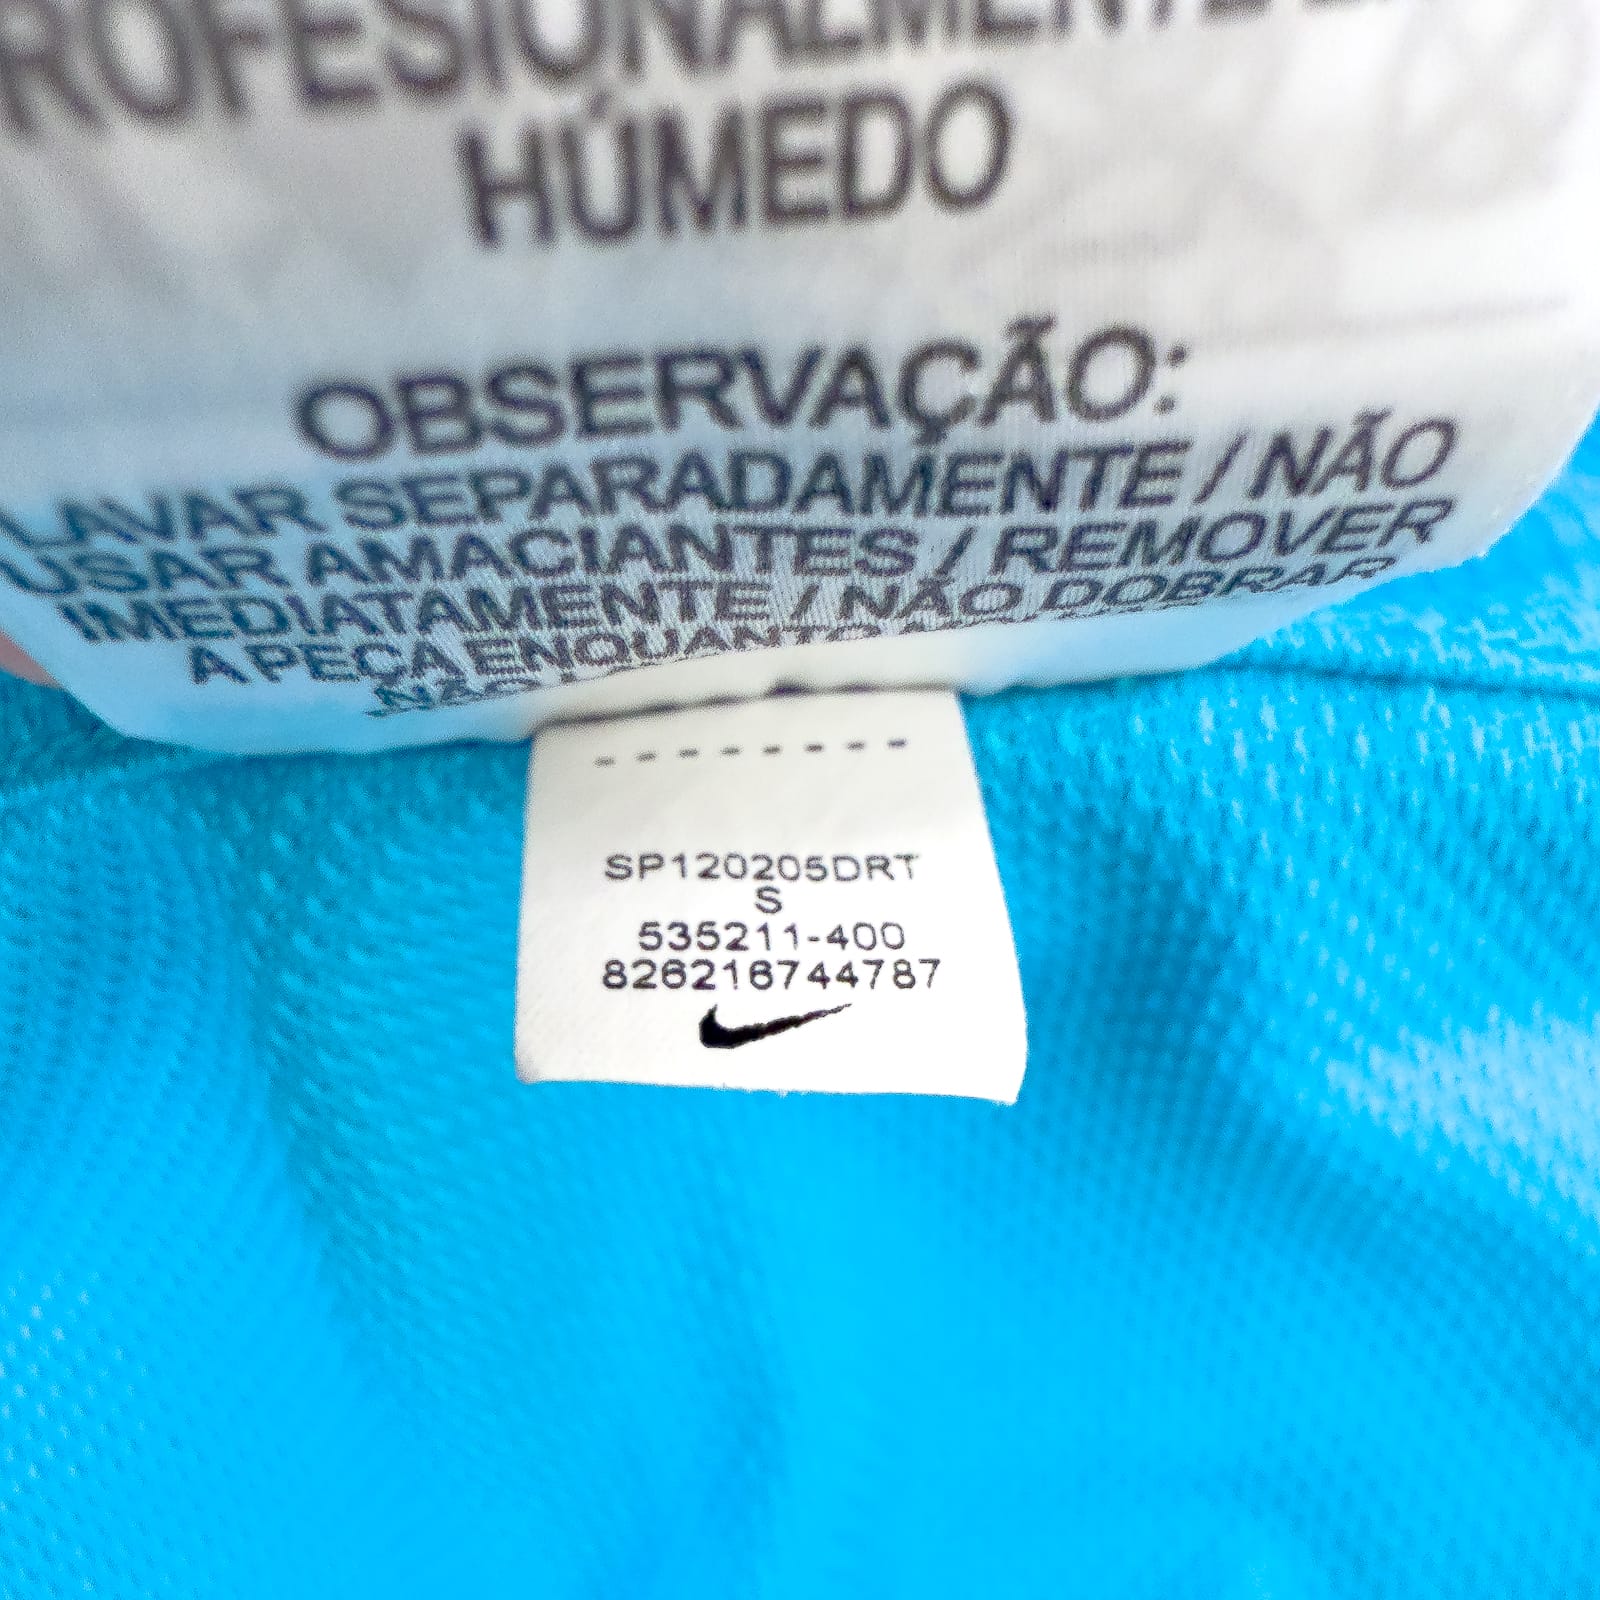 HÚMEDO
OBSERVAÇÃO:
LAVAR SEPARADAMENTE / NÃO
USAR AMACIANTES / REMOVER
IMEDIATAMENTE / NÃO DOBRAR
A PEÇA ENQUANTO
SP120205DRT
S
535211-400
826216744787